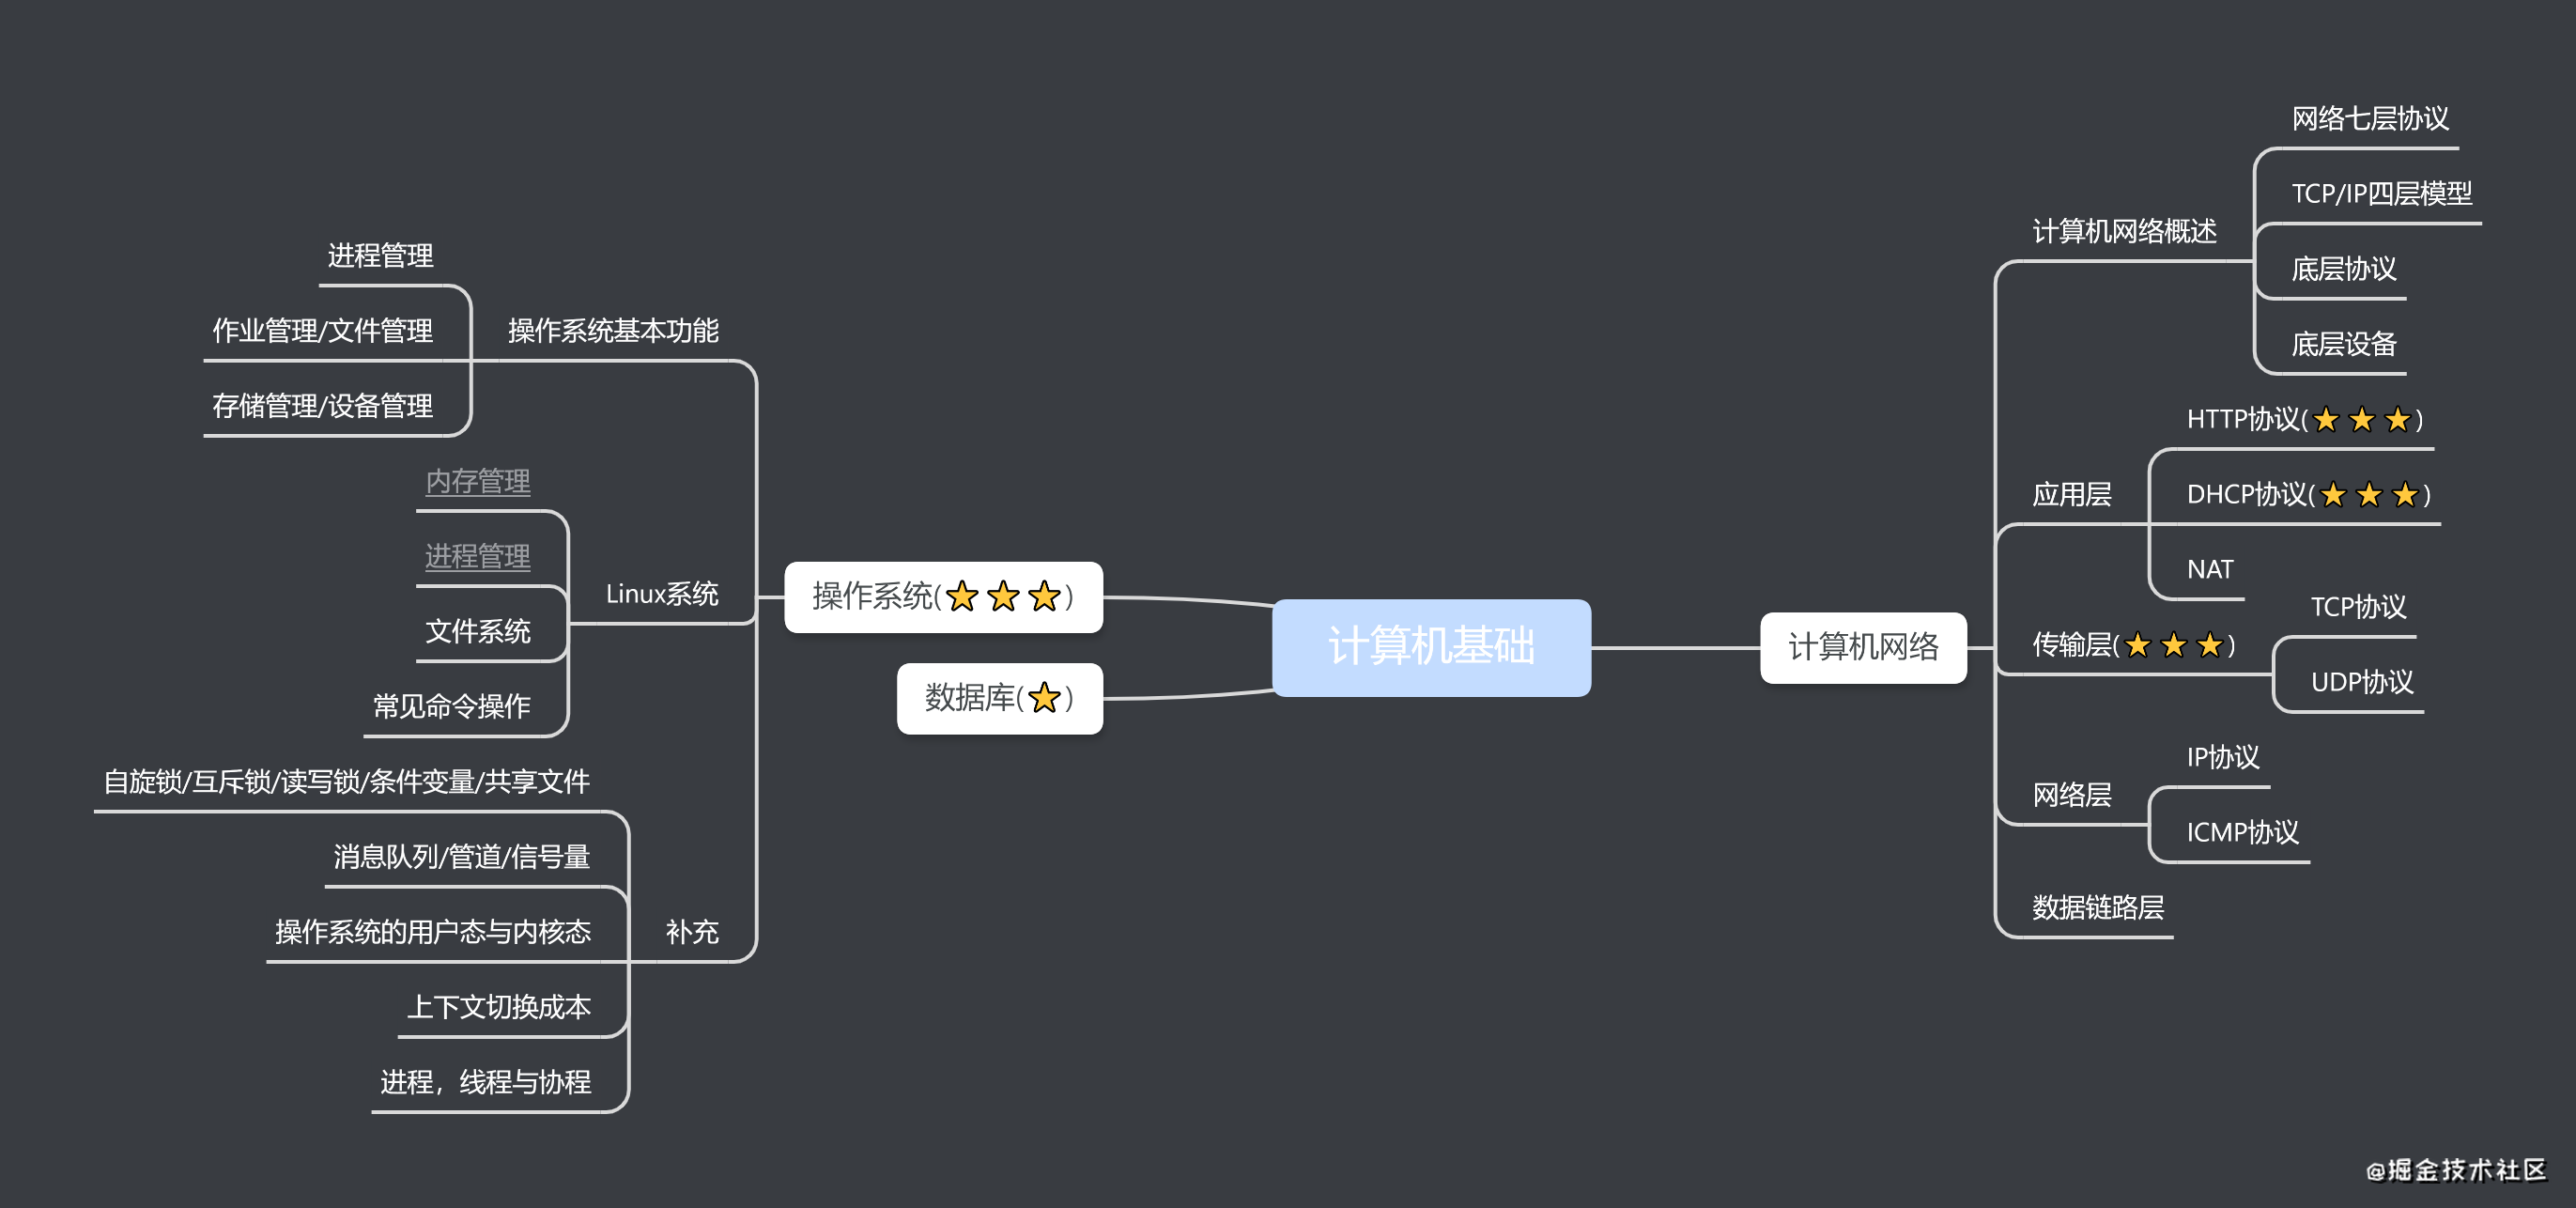 计算机基础
操作系统(⭐⭐⭐)
操作系统基本功能
进程管理
作业管理/文件管理
存储管理/设备管理
Linux系统
内存管理
进程管理
文件系统
常见命令操作
补充
自旋锁/互斥锁/读写锁/条件变量/共享文件
消息队列/管道/信号量
操作系统的用户态与内核态
上下文切换成本
进程，线程与协程
数据库(⭐)
计算机网络
计算机网络概述
网络七层协议
TCP/IP四层模型
底层协议
底层设备
应用层
HTTP协议(⭐⭐⭐)
DHCP协议(⭐⭐⭐)
NAT
传输层(⭐⭐⭐)
TCP协议
UDP协议
网络层
IP协议
ICMP协议
数据链路层
@掘金技术社区